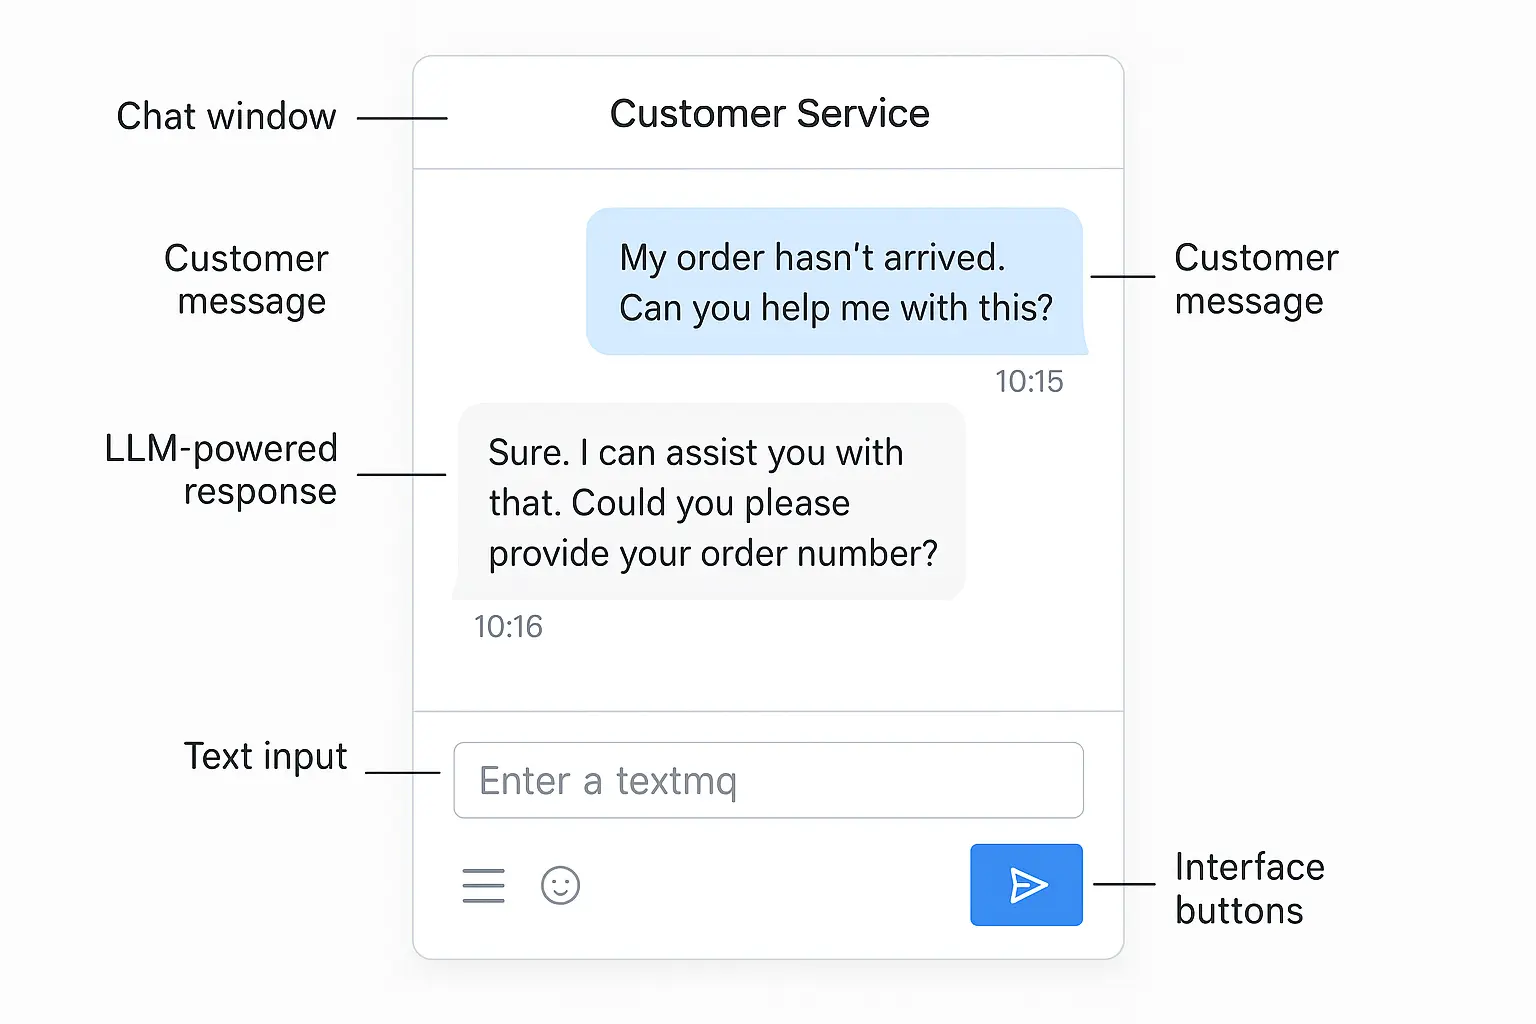 Chat window
Customer Service
Customer
message
My order hasn't arrived.
Can you help me with this?
Customer
message
10:15
LLM-powered
response
Sure. I can assist you with
that. Could you please
provide your order number?
10:16
Text input
Enter a textmq
Interface
buttons